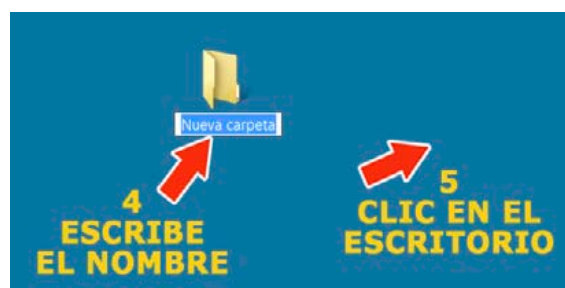 Nueva carpeta
4
ESCRIBE
EL NOMBRE
5
CLIC EN EL
ESCRITORIO